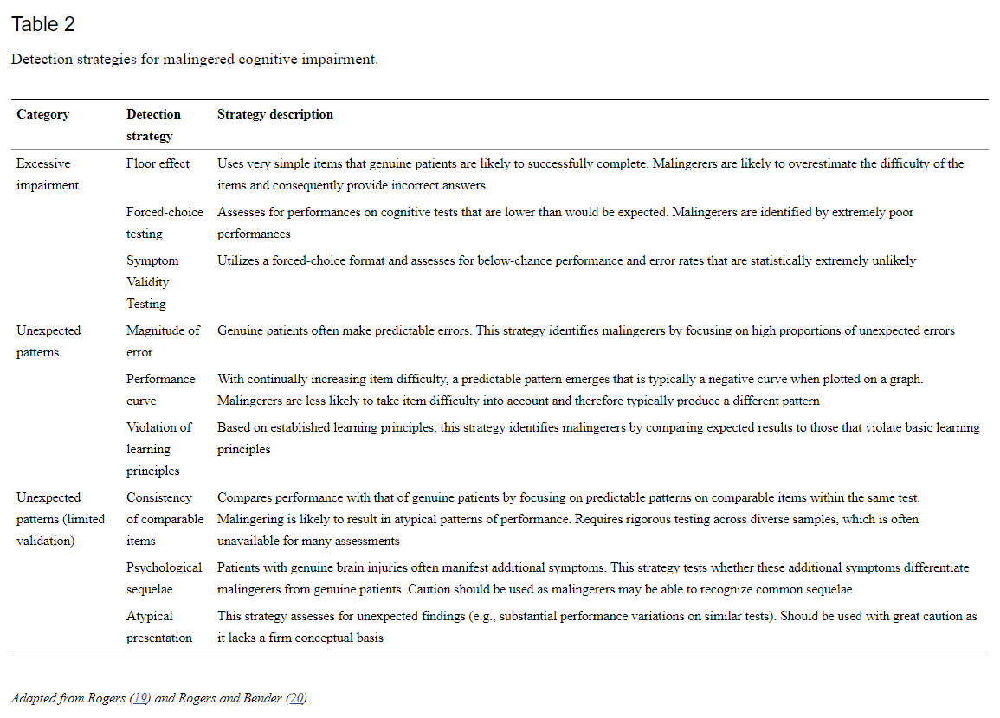 Table 2
Detection strategies for malingered cognitive impairment.
Category Detection strategy Strategy description
Excessive impairment Floor effect Uses very simple items that genuine patients are likely to successfully complete. Malingerers are likely to overestimate the difficulty of the
items and consequently provide incorrect answers
Forced-choice testing Assesses for performances on cognitive tests that are lower than would be expected. Malingerers are identified by extremely poor
performances
Symptom Validity Testing Utilizes a forced-choice format and assesses for below-chance performance and error rates that are statistically extremely unlikely
Unexpected patterns Magnitude of error Genuine patients often make predictable errors. This strategy identifies malingerers by focusing on high proportions of unexpected errors
Performance curve With continually increasing item difficulty, a predictable pattern emerges that is typically a negative curve when plotted on a graph.
Malingerers are less likely to take item difficulty into account and therefore typically produce a different pattern
Violation of learning principles Based on established learning principles, this strategy identifies malingerers by comparing expected results to those that violate basic learning
principles
Unexpected patterns (limited validation) Consistency of comparable items Compares performance with that of genuine patients by focusing on predictable patterns on comparable items within the same test.
Malingering is likely to result in atypical patterns of performance. Requires rigorous testing across diverse samples, which is often
unavailable for many assessments
Psychological sequelae Patients with genuine brain injuries often manifest additional symptoms. This strategy tests whether these additional symptoms differentiate
malingerers from genuine patients. Caution should be used as malingerers may be able to recognize common sequelae
Atypical presentation This strategy assesses for unexpected findings (e.g., substantial performance variations on similar tests). Should be used with great caution as
it lacks a firm conceptual basis
Adapted from Rogers (19) and Rogers and Bender (20).